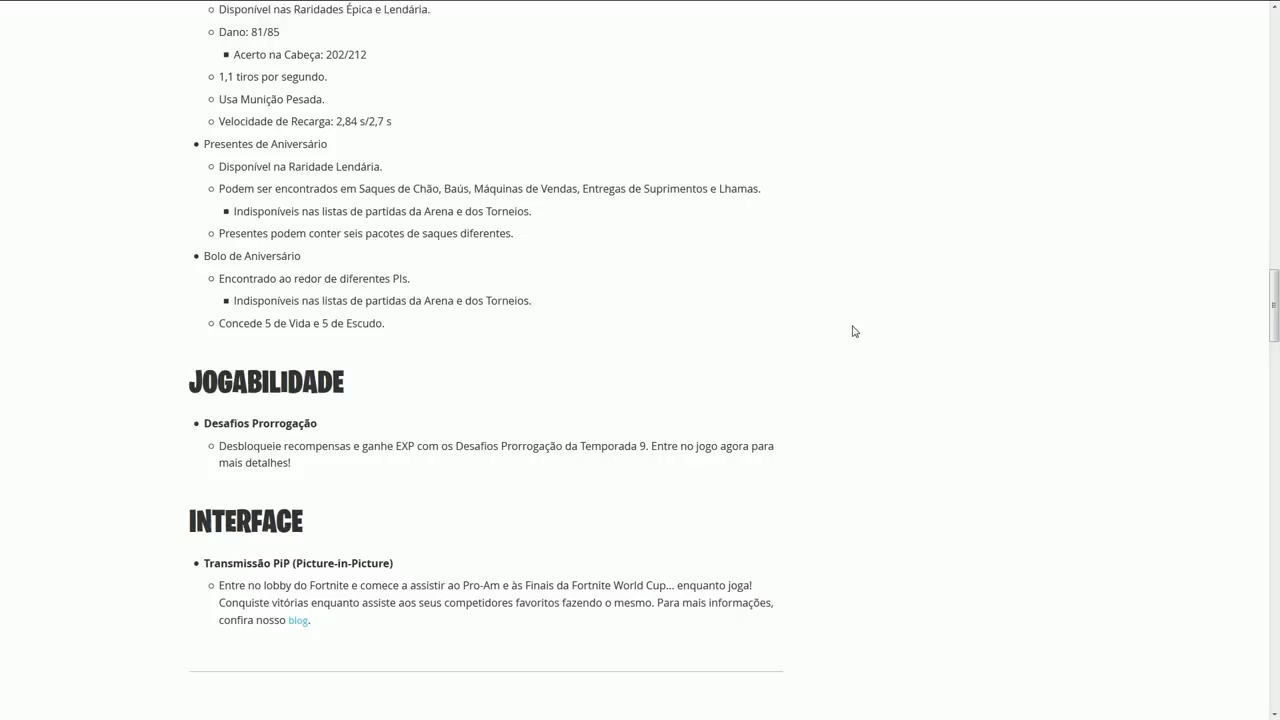 Disponível nas Raridades Épica e Lendária.
Dano: 81/85
Acerto na Cabeça: 202/212
1,1 tiros por segundo.
Usa Munição Pesada.
Velocidade de Recarga: 2,84 s/2,7 s
Presentes de Aniversário
Disponível na Raridade Lendária.
Podem ser encontrados em Saques de Chão, Baús, Máquinas de Vendas, Entregas de Suprimentos e Lhamas.
Indisponíveis nas listas de partidas da Arena e dos Torneios.
Presentes podem conter seis pacotes de saques diferentes.
Bolo de Aniversário
Encontrado ao redor de diferentes PIs.
Indisponíveis nas listas de partidas da Arena e dos Torneios.
Concede 5 de Vida e 5 de Escudo.
JOGABILIDADE
Desafios Prorrogação
Desbloqueie recompensas e ganhe EXP com os Desafios Prorrogação da Temporada 9. Entre no jogo agora para
mais detalhes!
INTERFACE
Transmissão PiP (Picture-in-Picture)
Entre no lobby do Fortnite e comece a assistir ao Pro-Am e às Finais da Fortnite World Cup... enquanto joga!
Conquiste vitórias enquanto assiste aos seus competidores favoritos fazendo o mesmo. Para mais informações,
confira nosso blog.